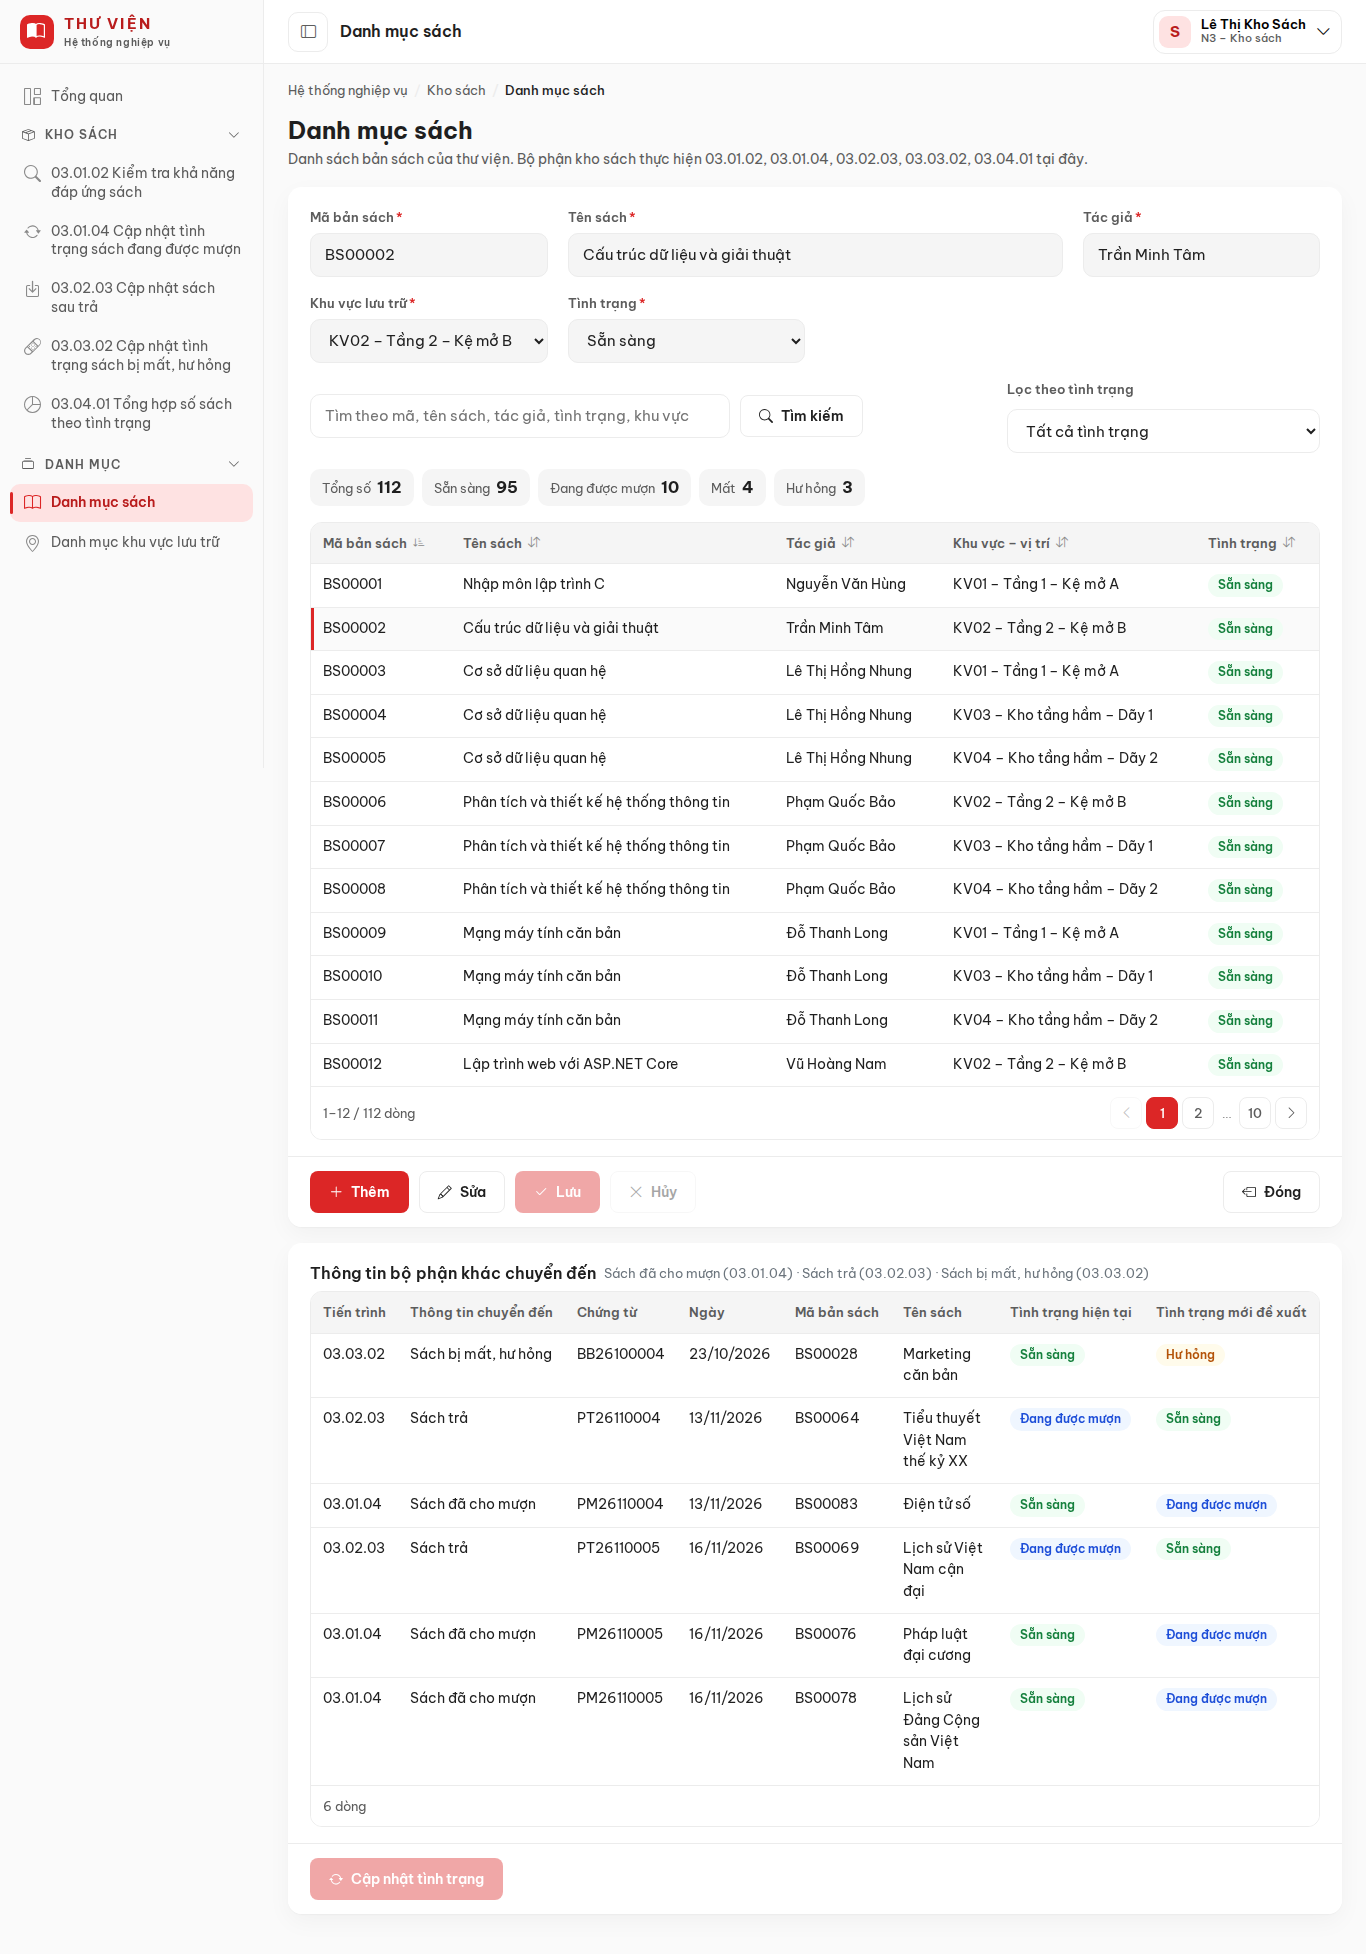 THƯ VIỆN
Hệ thống nghiệp vụ
Tổng quan
KHO SÁCH
03.01.02 Kiểm tra khả năng
đáp ứng sách
03.01.04 Cập nhật tình
trạng sách đang được mượn
03.02.03 Cập nhật sách
sau trả
03.03.02 Cập nhật tình
trạng sách bị mất, hư hỏng
03.04.01 Tổng hợp số sách
theo tình trạng
DANH MỤC
Danh mục sách
Danh mục khu vực lưu trữ
Danh mục sách
S
Lê Thị Kho Sách
N3 – Kho sách
Hệ thống nghiệp vụ / Kho sách / Danh mục sách
Danh mục sách
Danh sách bản sách của thư viện. Bộ phận kho sách thực hiện 03.01.02, 03.01.04, 03.02.03, 03.03.02, 03.04.01 tại đây.
Mã bản sách * Tên sách * Tác giả *
BS00002 Cấu trúc dữ liệu và giải thuật Trần Minh Tâm
Khu vực lưu trữ * Tình trạng *
KV02 – Tầng 2 – Kệ mở B Sẵn sàng
Lọc theo tình trạng
Tìm theo mã, tên sách, tác giả, tình trạng, khu vực Tìm kiếm Tất cả tình trạng
Tổng số 112 Sẵn sàng 95 Đang được mượn 10 Mất 4 Hư hỏng 3
Mã bản sách Tên sách Tác giả Khu vực – vị trí Tình trạng
BS00001 Nhập môn lập trình C Nguyễn Văn Hùng KV01 – Tầng 1 – Kệ mở A Sẵn sàng
BS00002 Cấu trúc dữ liệu và giải thuật Trần Minh Tâm KV02 – Tầng 2 – Kệ mở B Sẵn sàng
BS00003 Cơ sở dữ liệu quan hệ Lê Thị Hồng Nhung KV01 – Tầng 1 – Kệ mở A Sẵn sàng
BS00004 Cơ sở dữ liệu quan hệ Lê Thị Hồng Nhung KV03 – Kho tầng hầm – Dãy 1 Sẵn sàng
BS00005 Cơ sở dữ liệu quan hệ Lê Thị Hồng Nhung KV04 – Kho tầng hầm – Dãy 2 Sẵn sàng
BS00006 Phân tích và thiết kế hệ thống thông tin Phạm Quốc Bảo KV02 – Tầng 2 – Kệ mở B Sẵn sàng
BS00007 Phân tích và thiết kế hệ thống thông tin Phạm Quốc Bảo KV03 – Kho tầng hầm – Dãy 1 Sẵn sàng
BS00008 Phân tích và thiết kế hệ thống thông tin Phạm Quốc Bảo KV04 – Kho tầng hầm – Dãy 2 Sẵn sàng
BS00009 Mạng máy tính căn bản Đỗ Thanh Long KV01 – Tầng 1 – Kệ mở A Sẵn sàng
BS00010 Mạng máy tính căn bản Đỗ Thanh Long KV03 – Kho tầng hầm – Dãy 1 Sẵn sàng
BS00011 Mạng máy tính căn bản Đỗ Thanh Long KV04 – Kho tầng hầm – Dãy 2 Sẵn sàng
BS00012 Lập trình web với ASP.NET Core Vũ Hoàng Nam KV02 – Tầng 2 – Kệ mở B Sẵn sàng
1–12 / 112 dòng 1 2 … 10
Thêm Sửa Lưu Hủy Đóng
Thông tin bộ phận khác chuyển đến Sách đã cho mượn (03.01.04) · Sách trả (03.02.03) · Sách bị mất, hư hỏng (03.03.02)
Tiến trình Thông tin chuyển đến Chứng từ Ngày Mã bản sách Tên sách Tình trạng hiện tại Tình trạng mới đề xuất
03.03.02 Sách bị mất, hư hỏng BB26100004 23/10/2026 BS00028 Marketing Sẵn sàng Hư hỏng
căn bản
03.02.03 Sách trả PT26110004 13/11/2026 BS00064 Tiểu thuyết Đang được mượn Sẵn sàng
Việt Nam
thế kỷ XX
03.01.04 Sách đã cho mượn PM26110004 13/11/2026 BS00083 Điện tử số Sẵn sàng Đang được mượn
03.02.03 Sách trả PT26110005 16/11/2026 BS00069 Lịch sử Việt Đang được mượn Sẵn sàng
Nam cận
đại
03.01.04 Sách đã cho mượn PM26110005 16/11/2026 BS00076 Pháp luật Sẵn sàng Đang được mượn
đại cương
03.01.04 Sách đã cho mượn PM26110005 16/11/2026 BS00078 Lịch sử Sẵn sàng Đang được mượn
Đảng Cộng
sản Việt
Nam
6 dòng
Cập nhật tình trạng